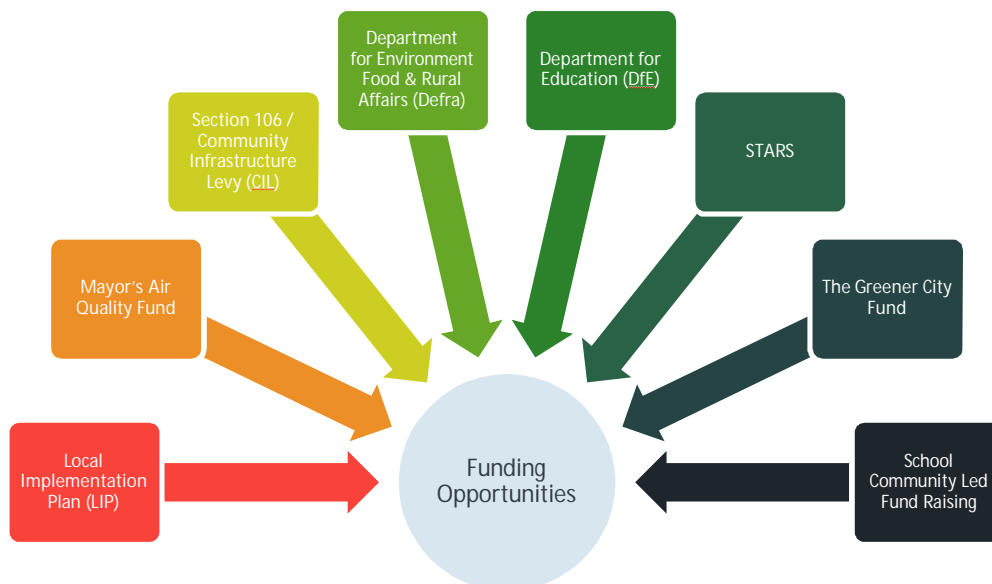 Department
for Environment
Food & Rural
Affairs (Defra)
Department for
Education (DfE)
Section 106 /
Community
Infrastructure
Levy (CIL)
STARS
Mayor's Air
Quality Fund
The Greener City
Fund
Local
Implementation
Plan (LIP)
Funding
Opportunities
School
Community Led
Fund Raising